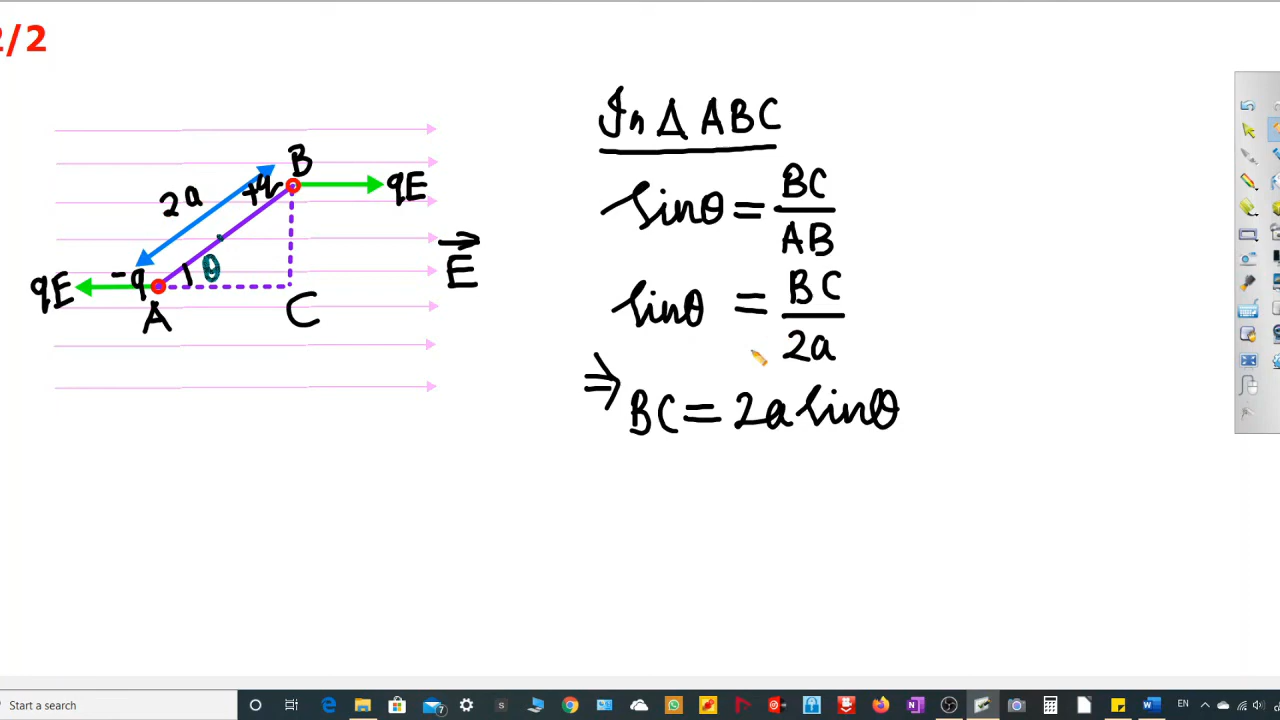 2/2
In Δ ABC
sinθ = BC/AB
sinθ = BC/2a
⇒ BC = 2a sinθ
B
+q
qE
2a
E
θ
qE
-q
A
C
Start a search
EN